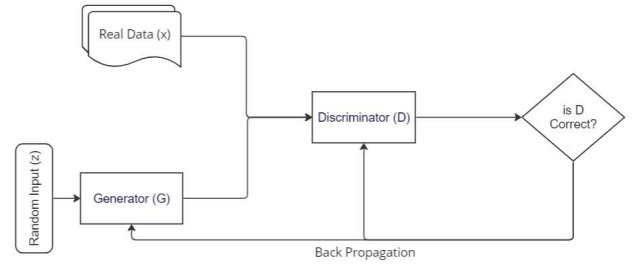 Real Data (x)
Discriminator (D)
is D
Correct?
Random Input (z)
Generator (G)
Back Propagation